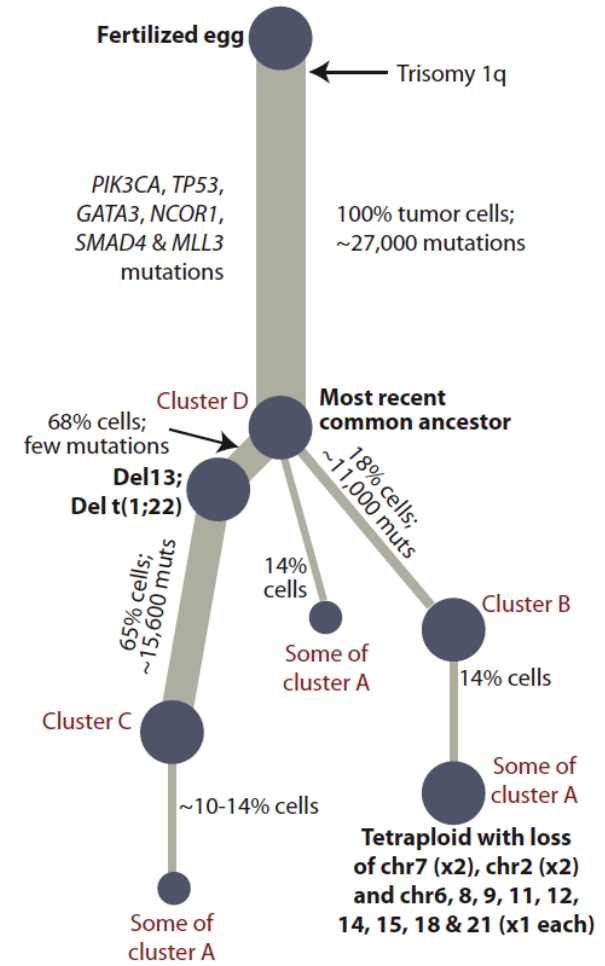 Fertilized egg
Trisomy 1q
PIK3CA, TP53,
GATA3, NCOR1,
SMAD4 & MLL3
mutations
100% tumor cells;
~27,000 mutations
Cluster D
Most recent
common ancestor
68% cells;
few mutations
Del13;
Del t(1;22)
18% cells;
~11,000 muts
14%
cells
65% cells;
~15,600 muts
Cluster B
Some of
cluster A
14% cells
Cluster C
Some of
cluster A
~10-14% cells
Tetraploid with loss
of chr7 (x2), chr2 (x2)
and chr6, 8, 9, 11, 12,
14, 15, 18 & 21 (x1 each)
Some of
cluster A